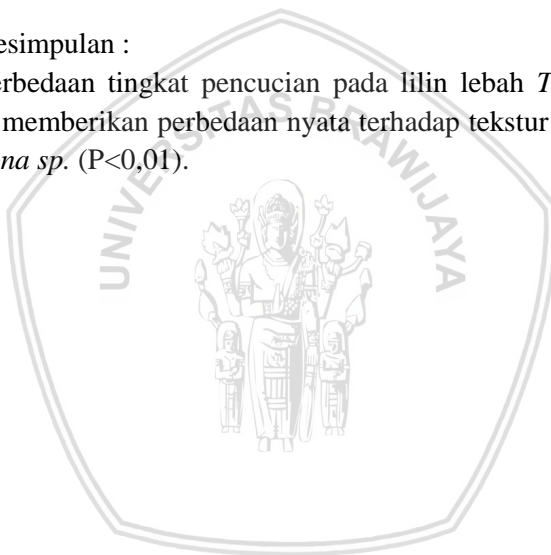 esimpulan :
erbedaan tingkat pencucian pada lilin lebah T
memberikan perbedaan nyata terhadap tekstur
na sp. (P<0,01).
UNIVERSITAS BRAWIJAYA